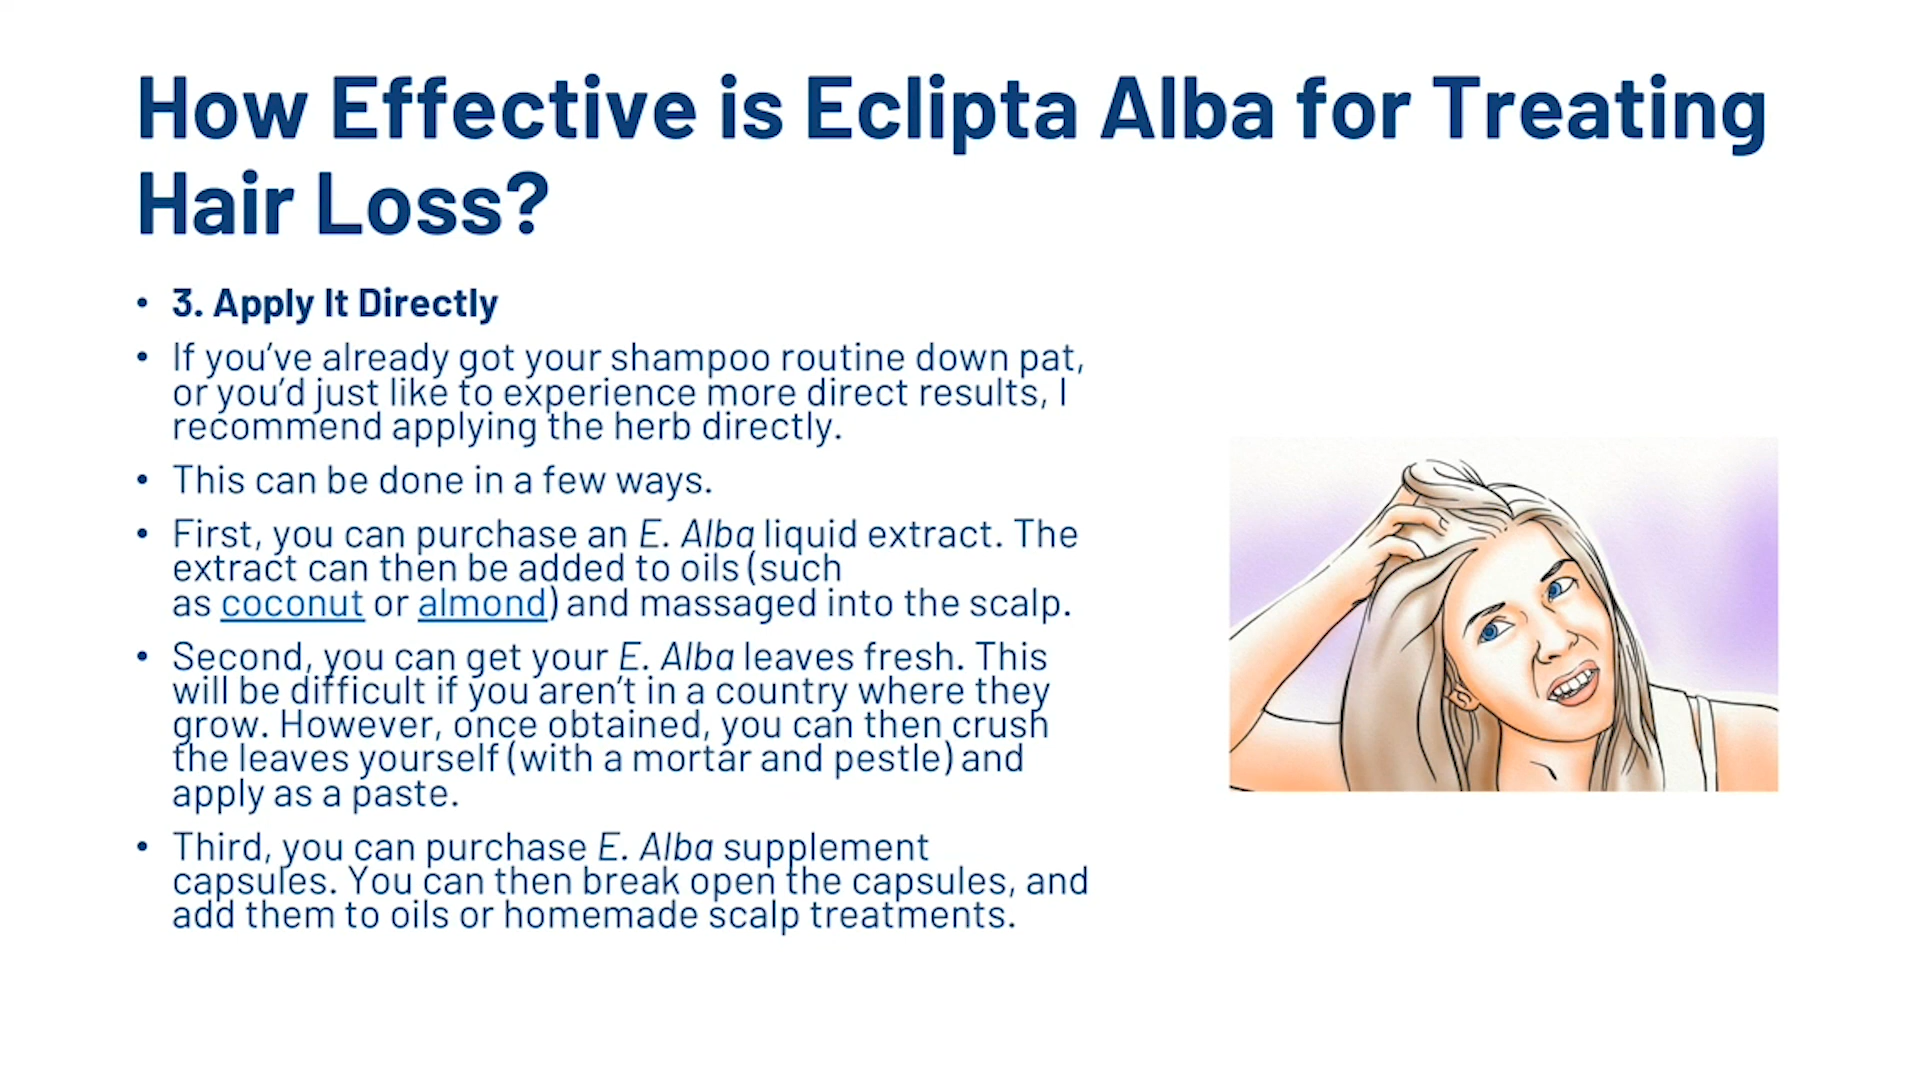 How Effective is Eclipta Alba for Treating
Hair Loss?
• 3. Apply It Directly
• If you’ve already got your shampoo routine down pat,
or you’d just like to experience more direct results, I
recommend applying the herb directly.
• This can be done in a few ways.
• First, you can purchase an E. Alba liquid extract. The
extract can then be added to oils (such
as coconut or almond) and massaged into the scalp.
• Second, you can get your E. Alba leaves fresh. This
will be difficult if you aren’t in a country where they
grow. However, once obtained, you can then crush
the leaves yourself (with a mortar and pestle) and
apply as a paste.
• Third, you can purchase E. Alba supplement
capsules. You can then break open the capsules, and
add them to oils or homemade scalp treatments.